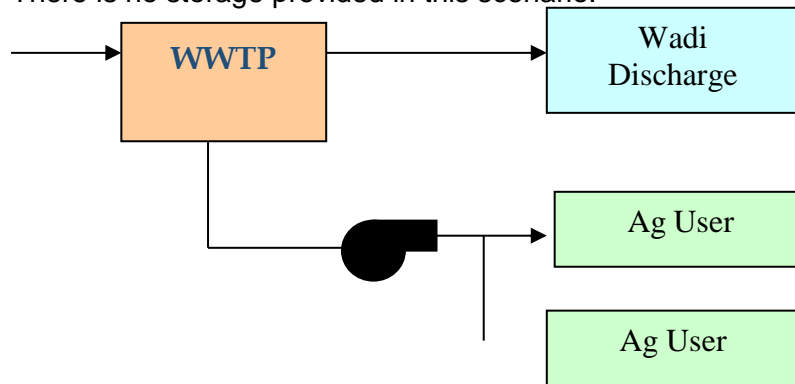 There is no storage provided in this scenario.
WWTP
Wadi
Discharge
Ag User
Ag User